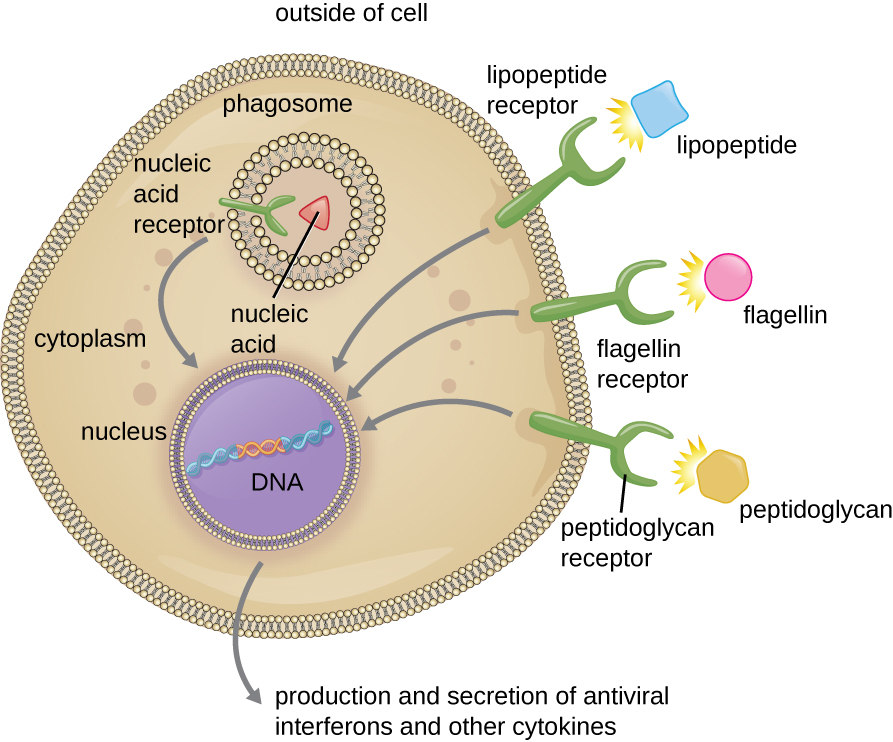 outside of cell
lipopeptide
receptor
lipopeptide
phagosome
nucleic
acid
receptor
nucleic
acid
flagellin
flagellin
receptor
cytoplasm
nucleus
DNA
peptidoglycan
peptidoglycan
receptor
production and secretion of antiviral
interferons and other cytokines